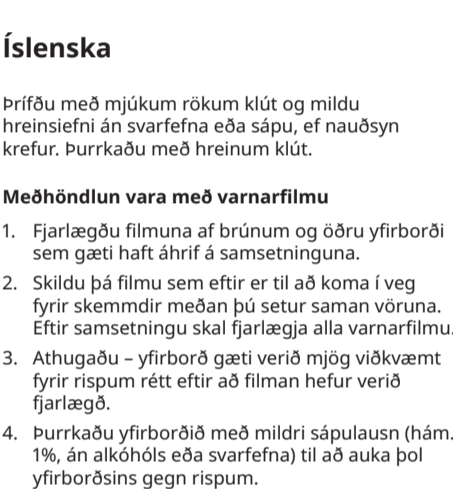 Íslenska
Þrífðu með mjúkum rökum klút og mildu
hreinsiefni án svarfefna eða sápu, ef nauðsyn
krefur. Þurrkaðu með hreinum klút.
Meðhöndlun vara með varnarfilmu
1. Fjarlægðu filmuna af brúnum og öðru yfirborði
sem gæti haft áhrif á samsetninguna.
2. Skildu þá filmu sem eftir er til að koma í veg
fyrir skemmdir meðan þú setur saman vöruna.
Eftir samsetningu skal fjarlægja alla varnarfilmu.
3. Athugaðu – yfirborð gæti verið mjög viðkvæmt
fyrir rispum rétt eftir að filman hefur verið
fjarlægð.
4. Þurrkaðu yfirborðið með mildri sápulausn (hám.
1%, án alkóhóls eða svarfefna) til að auka þol
yfirborðsins gegn rispum.